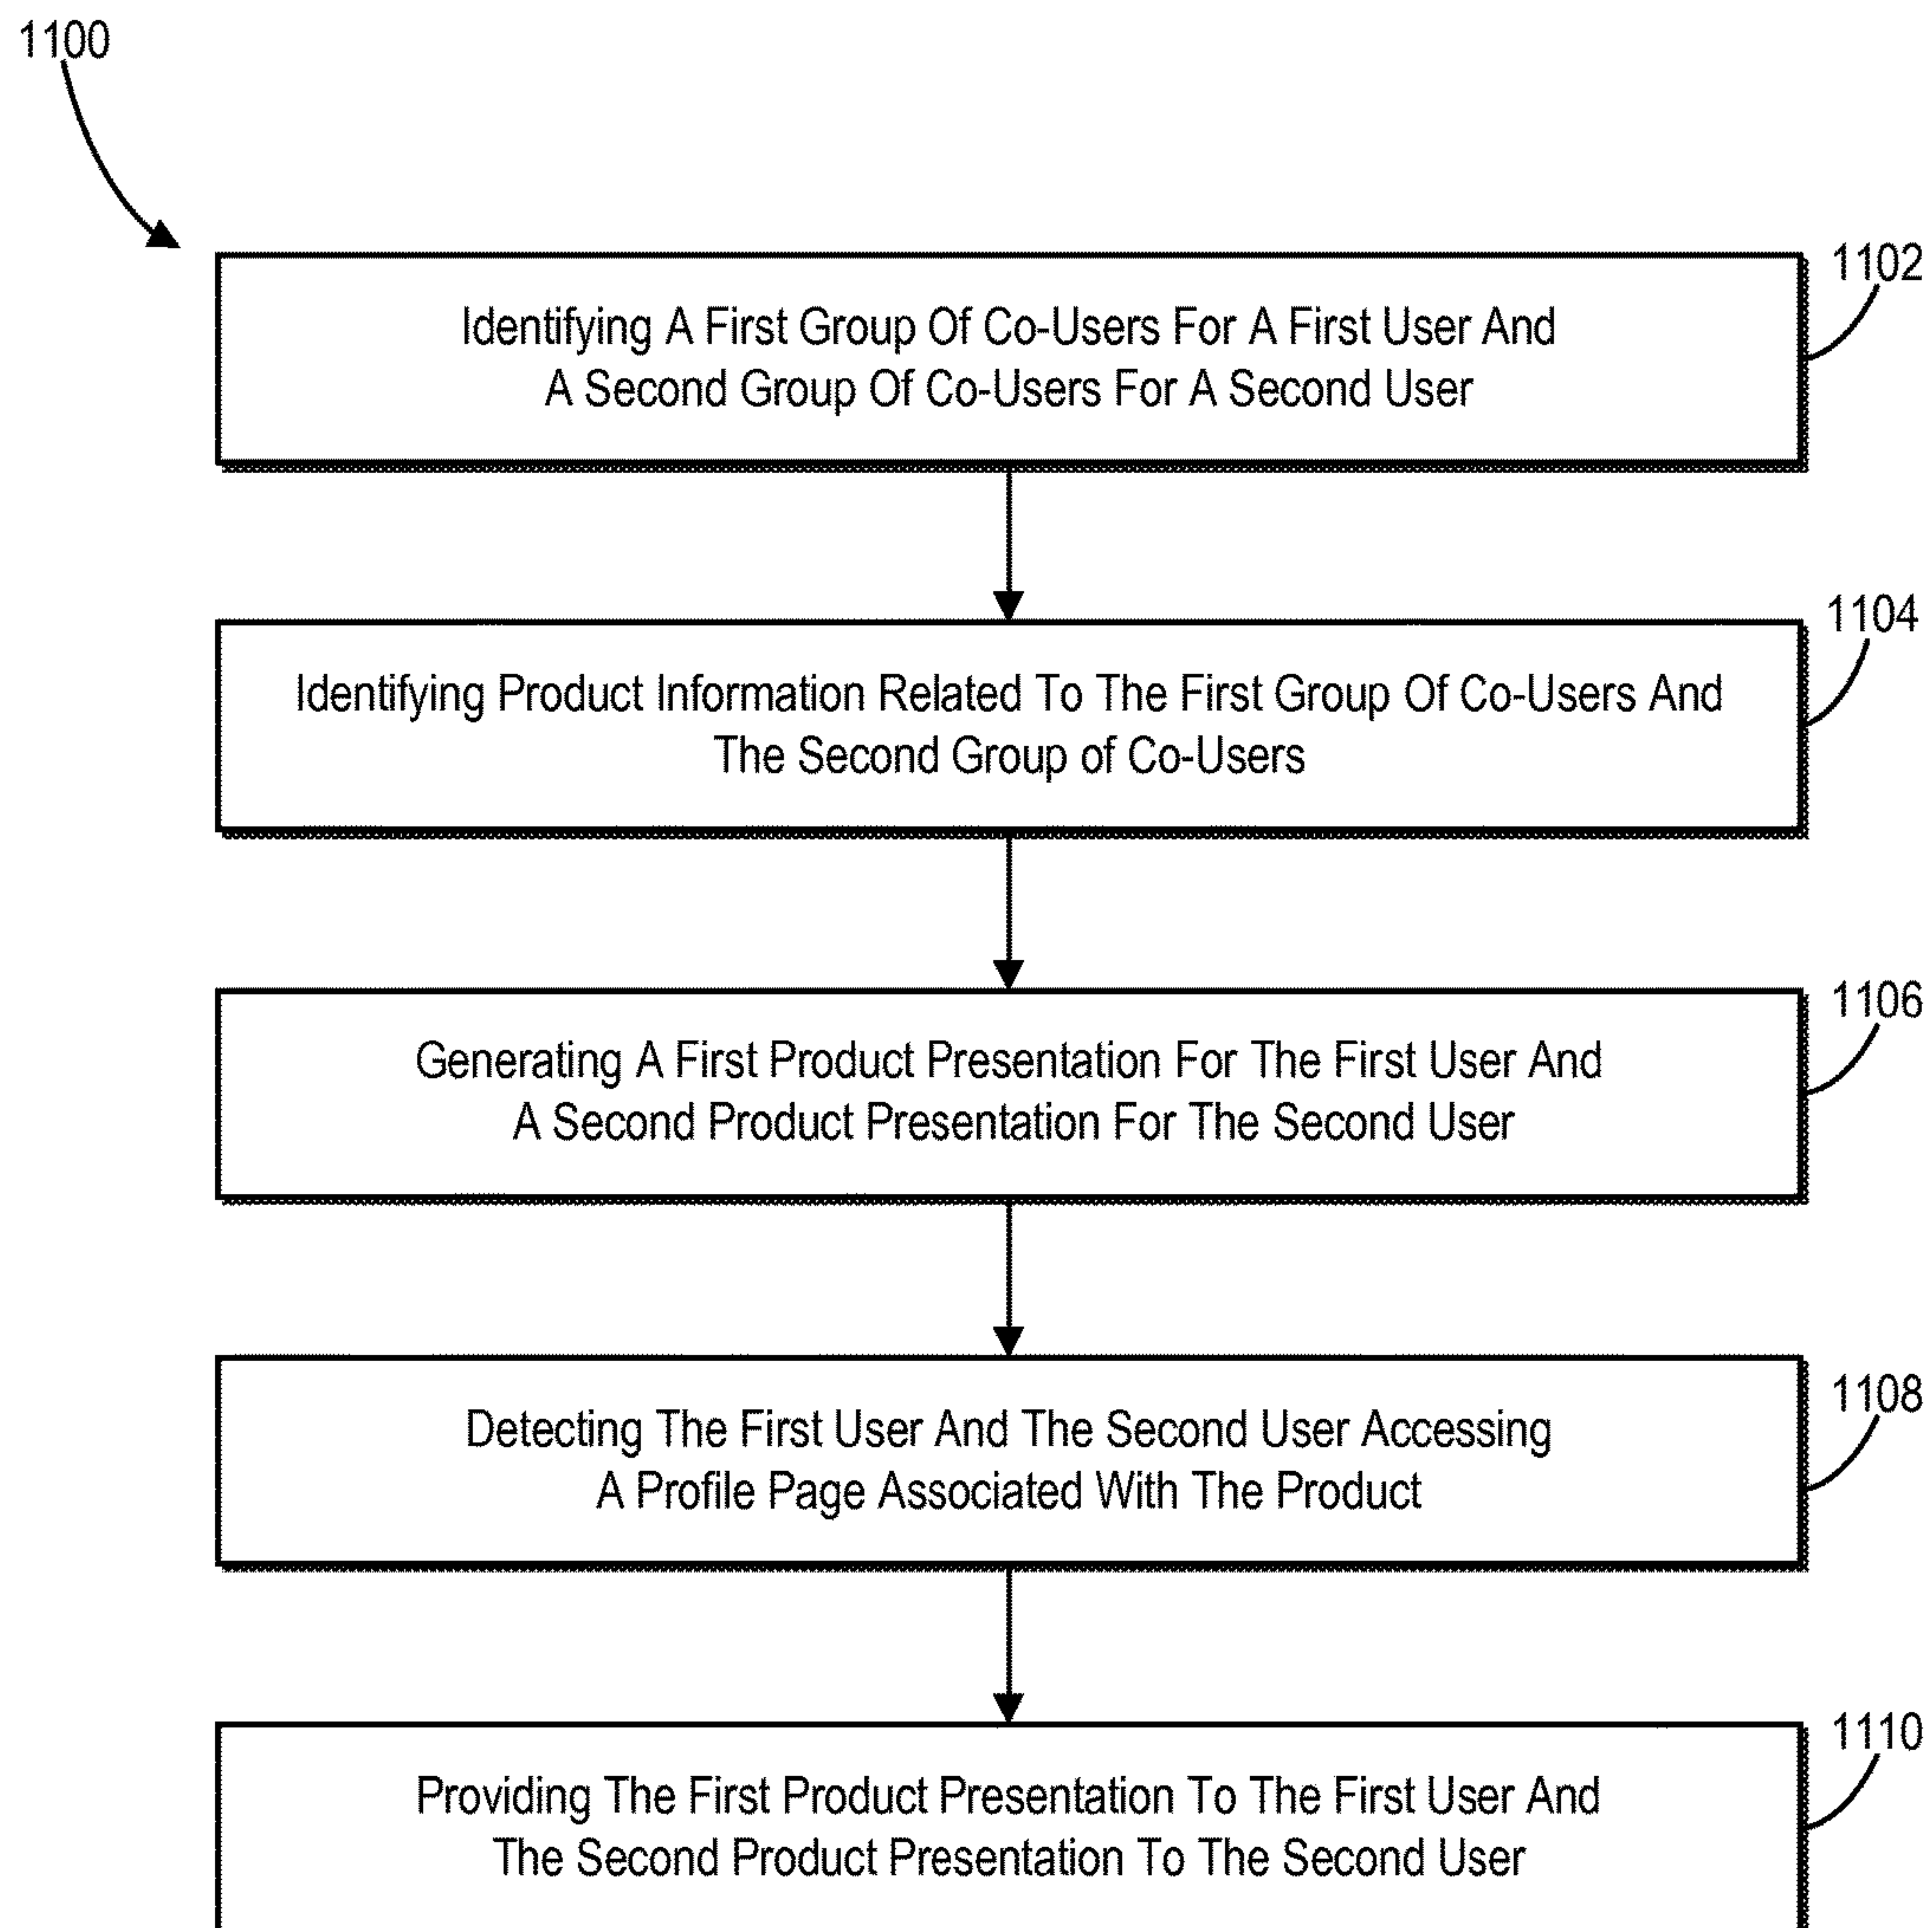 1100
1102
Identifying A First Group Of Co-Users For A First User And
A Second Group Of Co-Users For A Second User
1104
Identifying Product Information Related To The First Group Of Co-Users And
The Second Group of Co-Users
1106
Generating A First Product Presentation For The First User And
A Second Product Presentation For The Second User
1108
Detecting The First User And The Second User Accessing
A Profile Page Associated With The Product
1110
Providing The First Product Presentation To The First User And
The Second Product Presentation To The Second User